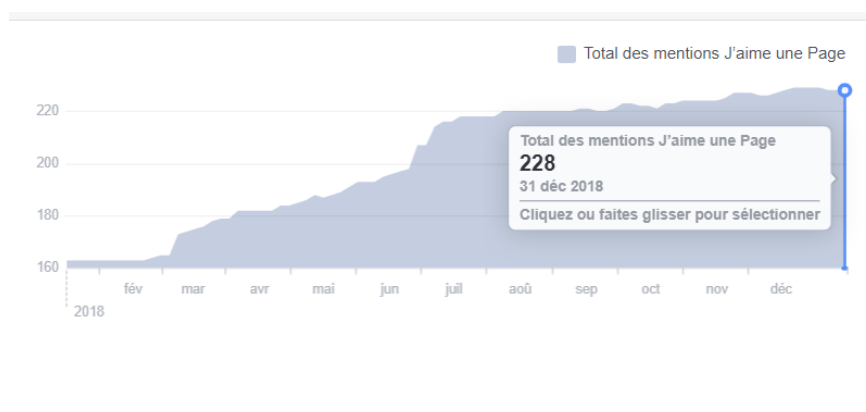 Total des mentions J'aime une Page
220
200
180
160
Total des mentions J'aime une Page
228
31 déc 2018
Cliquez ou faites glisser pour sélectionner
fév mar avr mai jun juil aoû sep oct nov déc
2018